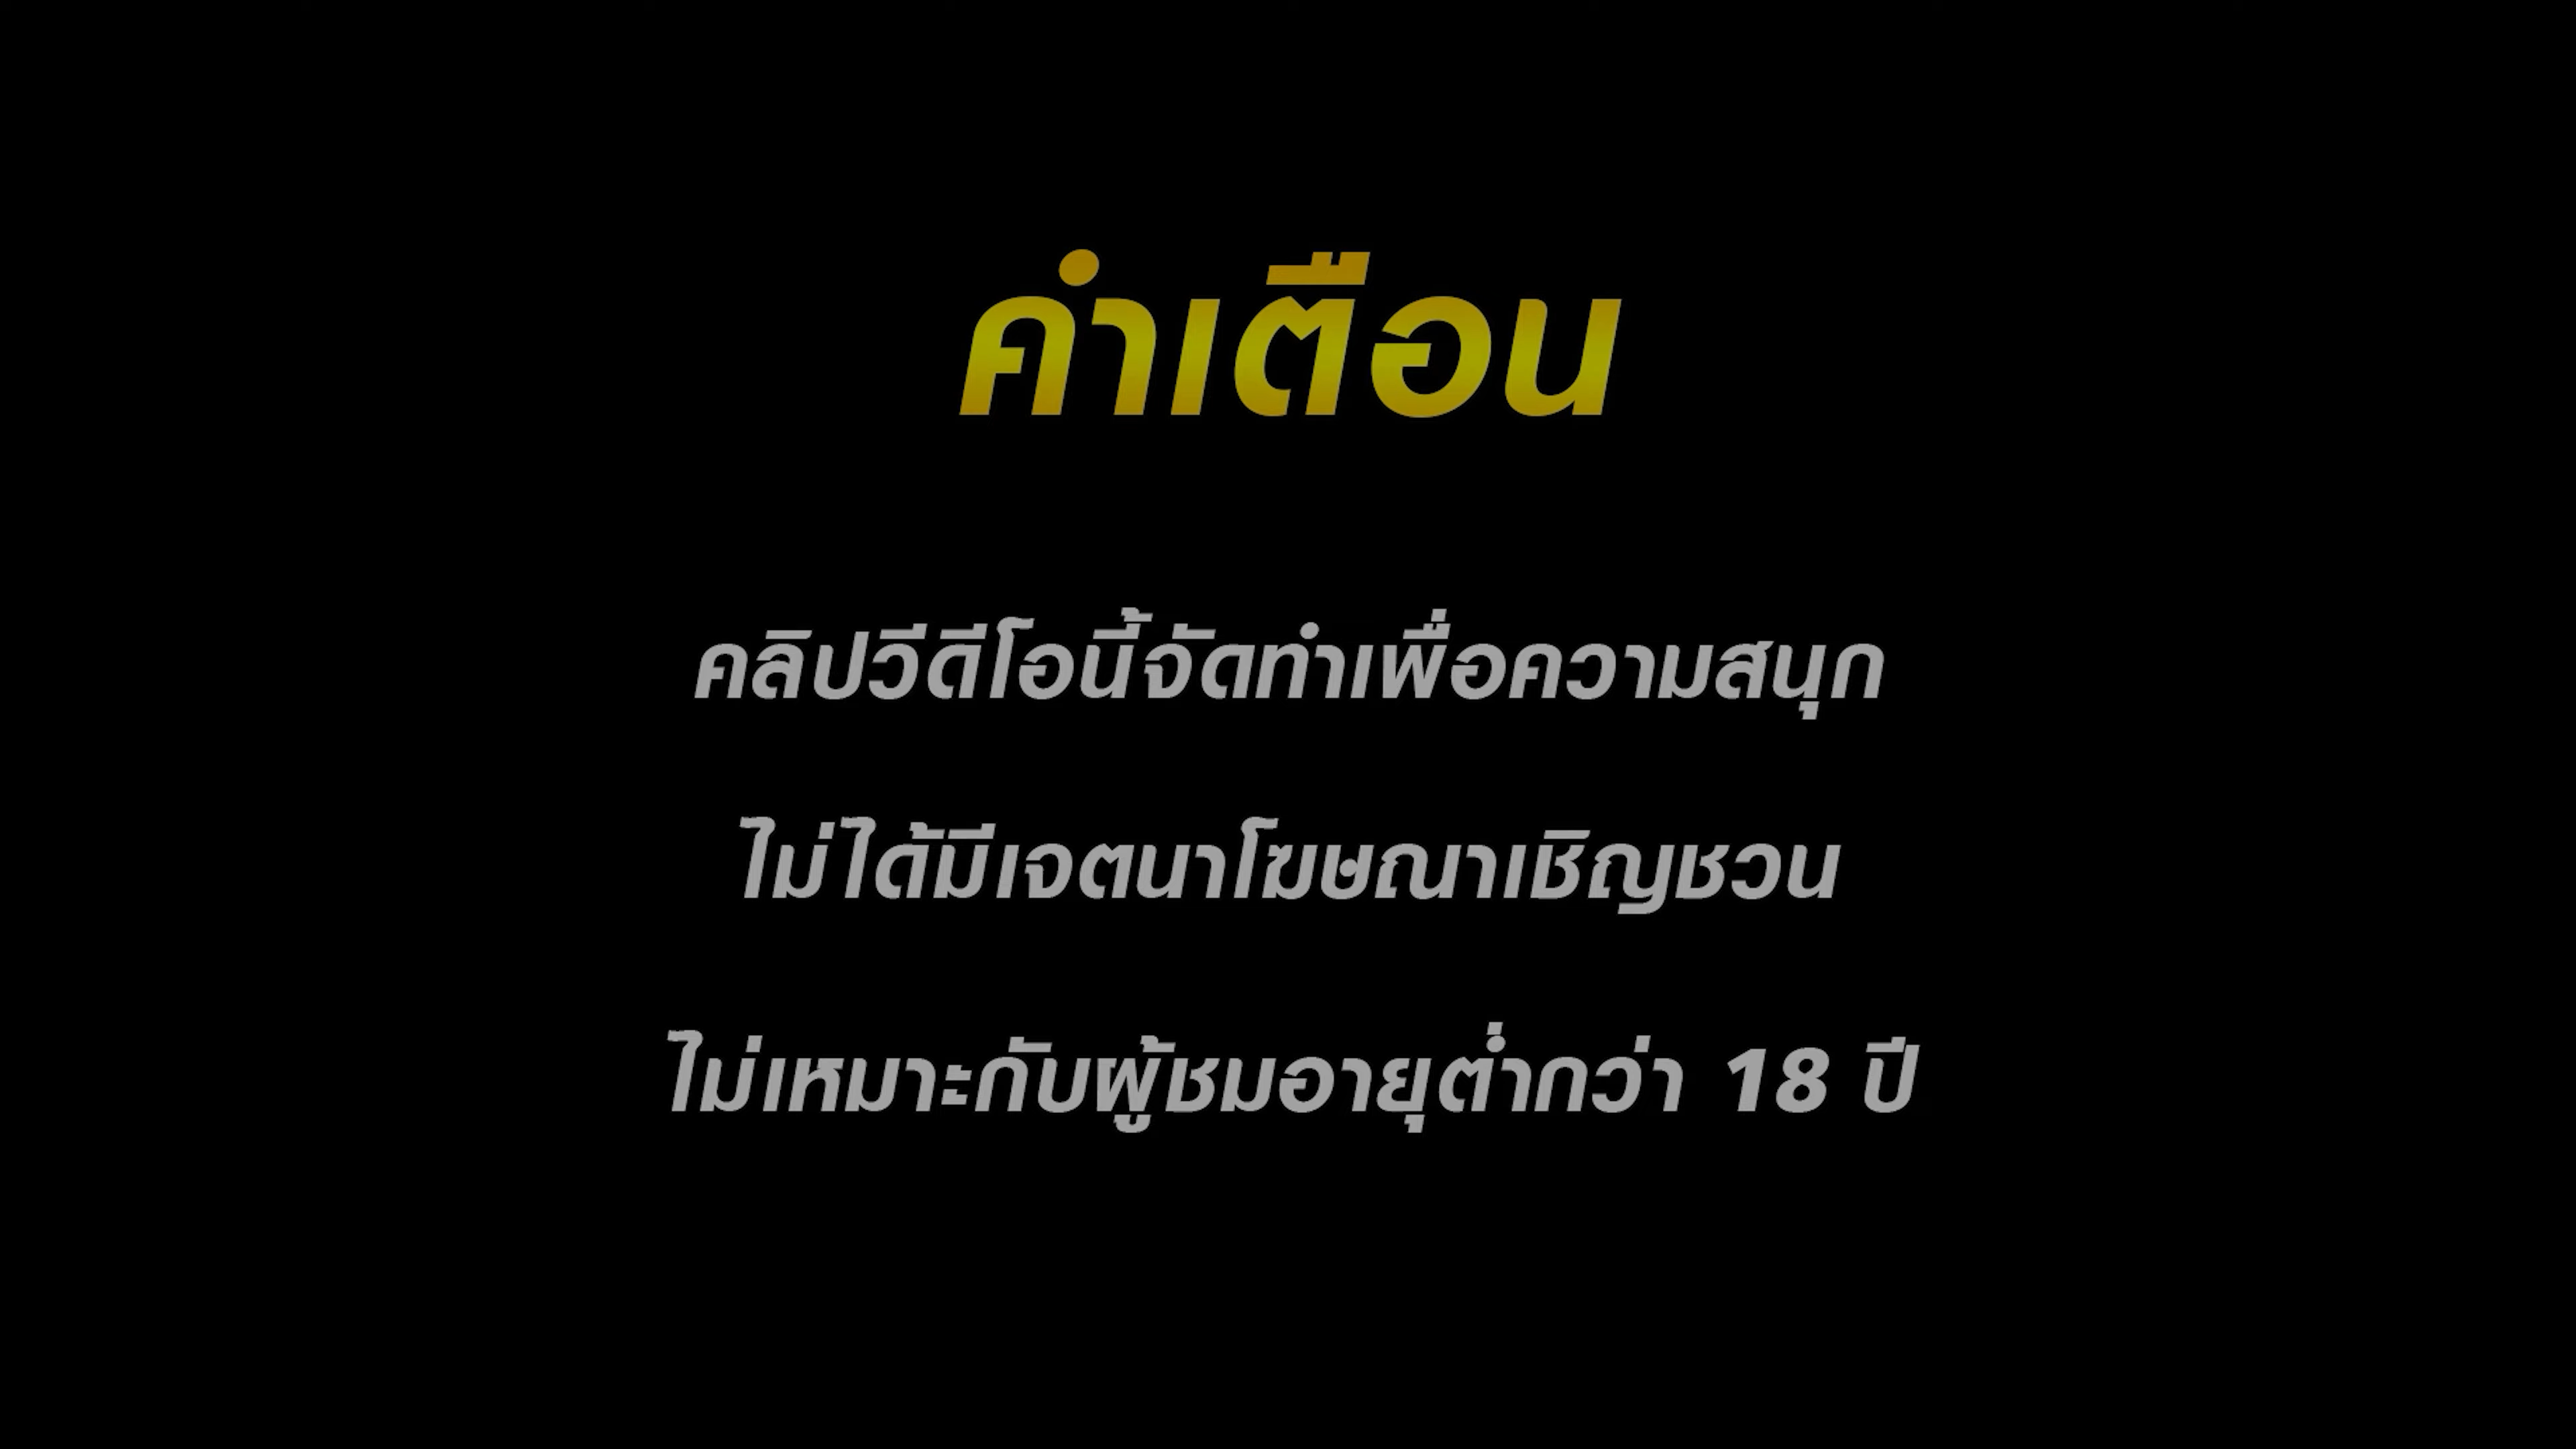 คำเตือน
คลิปวีดีโอนี้จัดทำเพื่อความสนุก
ไม่ได้มีเจตนาโฆษณาเชิญชวน
ไม่เหมาะกับผู้ชมอายุต่ำกว่า 18 ปี